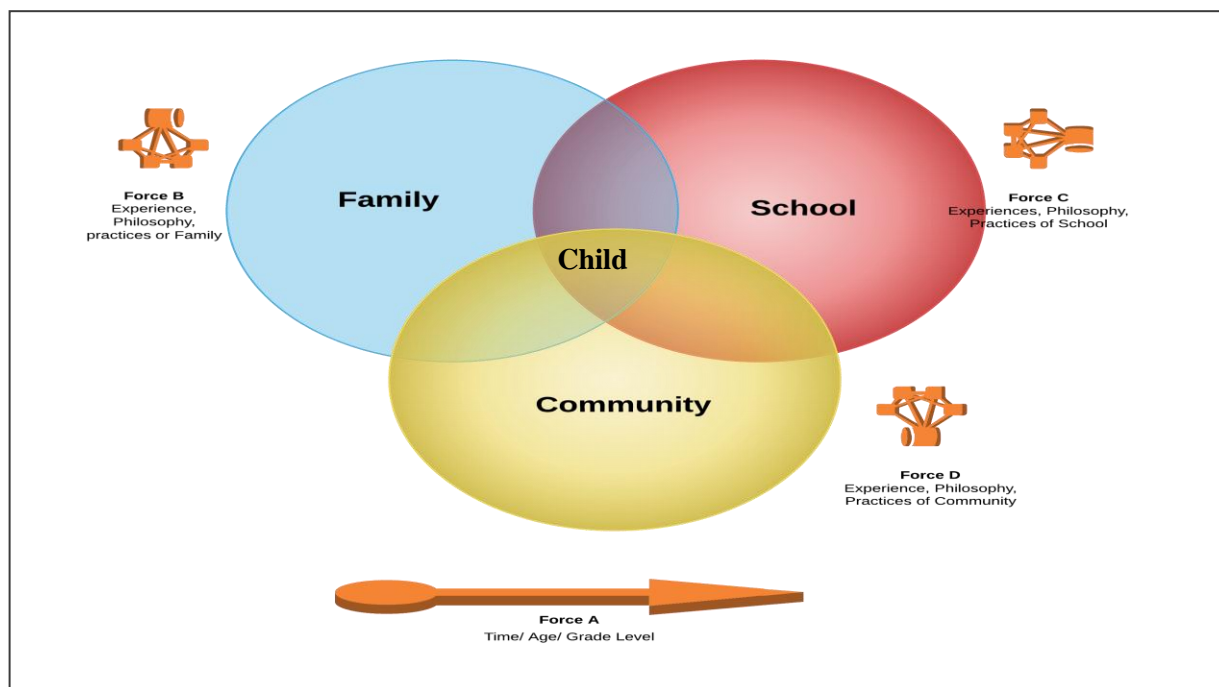 Family
School
Force B
Experience,
Philosophy,
practices or Family
Force C
Experiences, Philosophy,
Practices of School
Child
Community
Force D
Experience, Philosophy,
Practices of Community
Force A
Time/ Age/ Grade Level